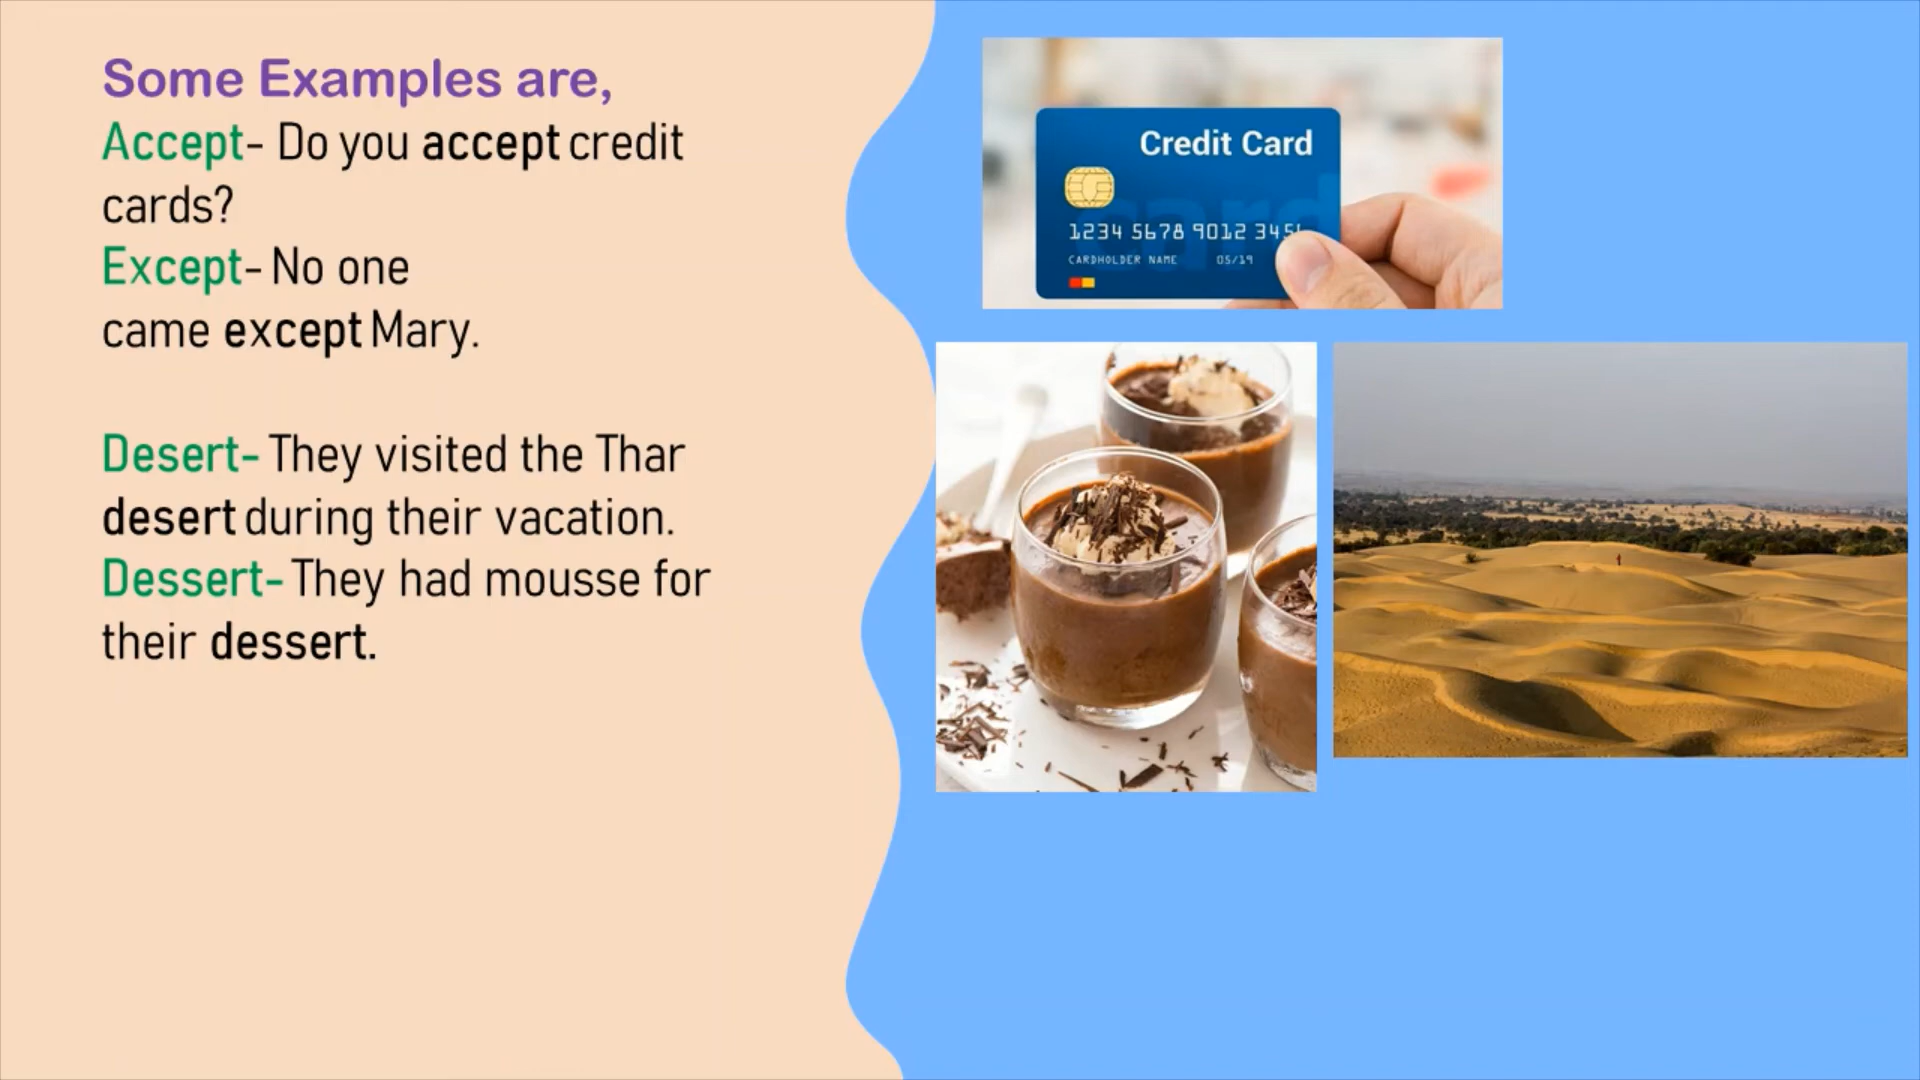 Some Examples are,
Accept- Do you accept credit
cards?
Except- No one
came except Mary.
Desert- They visited the Thar
desert during their vacation.
Dessert- They had mousse for
their dessert.
Credit Card
card
1234 5678 9012 345
CARDHOLDER NAME 05/19